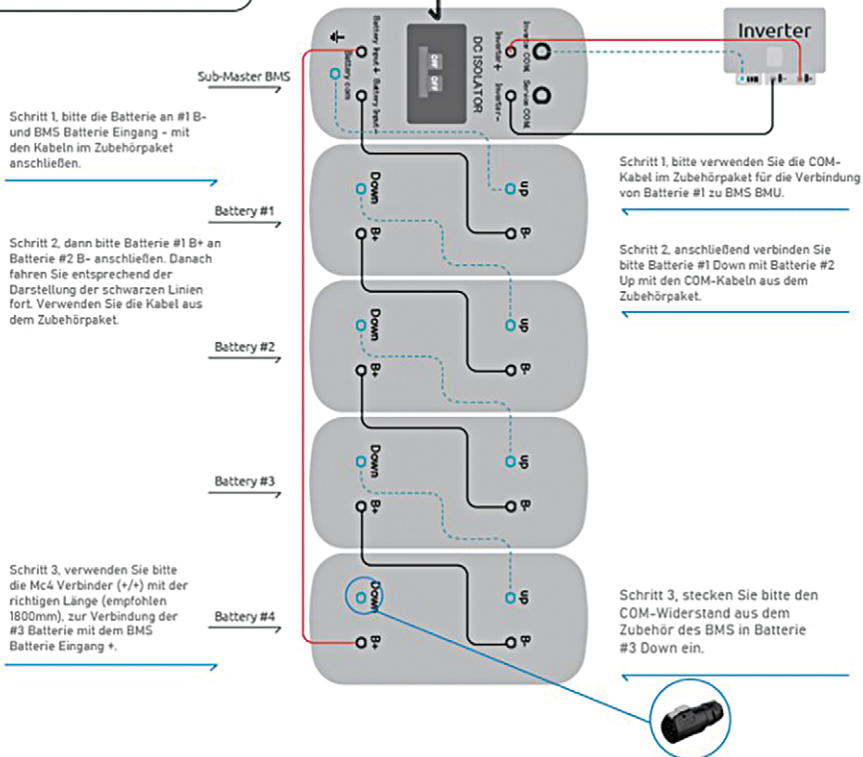 Inverter
Sub-Master BMS
Battery Input +
Battery com
Battery Input -
OFF OFF
DC ISOLATOR
Inverter COM.
Inverter+
Service COM.
Inverter-
Schritt 1, bitte die Batterie an #1 B-
und BMS Batterie Eingang - mit
den Kabeln im Zubehörpaket
anschließen.
Schritt 1, bitte verwenden Sie die COM-
Kabel im Zubehörpaket für die Verbindung
von Batterie #1 zu BMS BMU.
Battery #1
Down
up
B+
B-
Schritt 2, dann bitte Batterie #1 B+ an
Batterie #2 B- anschließen. Danach
fahren Sie entsprechend der
Darstellung der schwarzen Linien
fort. Verwenden Sie die Kabel aus
dem Zubehörpaket.
Schritt 2, anschließend verbinden Sie
bitte Batterie #1 Down mit Batterie #2
Up mit den COM-Kabeln aus dem
Zubehörpaket.
Battery #2
Down
up
B+
B-
Battery #3
Down
up
B+
B-
Schritt 3, verwenden Sie bitte
die Mc4 Verbinder (+/+) mit der
richtigen Länge (empfohlen
1800mm), zur Verbindung der
#3 Batterie mit dem BMS
Batterie Eingang +.
Battery #4
Down
up
B+
B-
Schritt 3, stecken Sie bitte den
COM-Widerstand aus dem
Zubehör des BMS in Batterie
#3 Down ein.